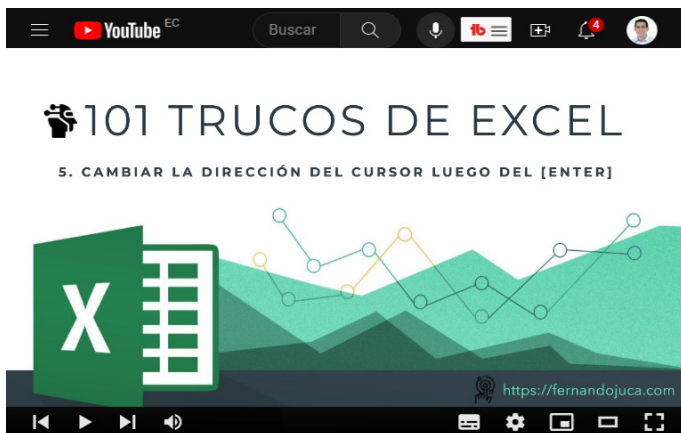 YouTube EC
Buscar
tb
4
101 TRUCOS DE EXCEL
5. CAMBIAR LA DIRECCIÓN DEL CURSOR LUEGO DEL [ENTER]
X
https://fernandojuca.com